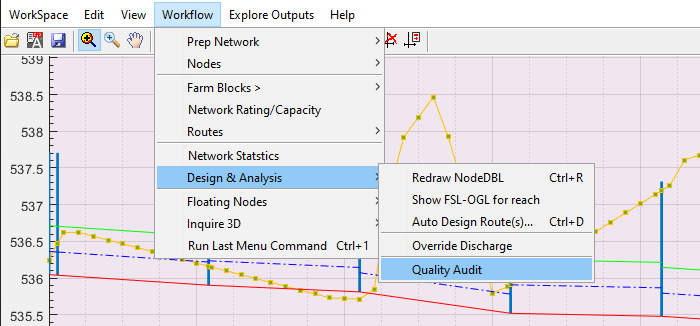 WorkSpace Edit View Workflow Explore Outputs Help
539
538.5
538
537.5
537
536.5
536
535.5
Prep Network
Nodes
Farm Blocks >
Network Rating/Capacity
Routes
Network Statstics
Design & Analysis
Floating Nodes
Inquire 3D
Run Last Menu Command Ctrl+1
Redraw NodeDBL Ctrl+R
Show FSL-OGL for reach
Auto Design Route(s)... Ctrl+D
Override Discharge
Quality Audit